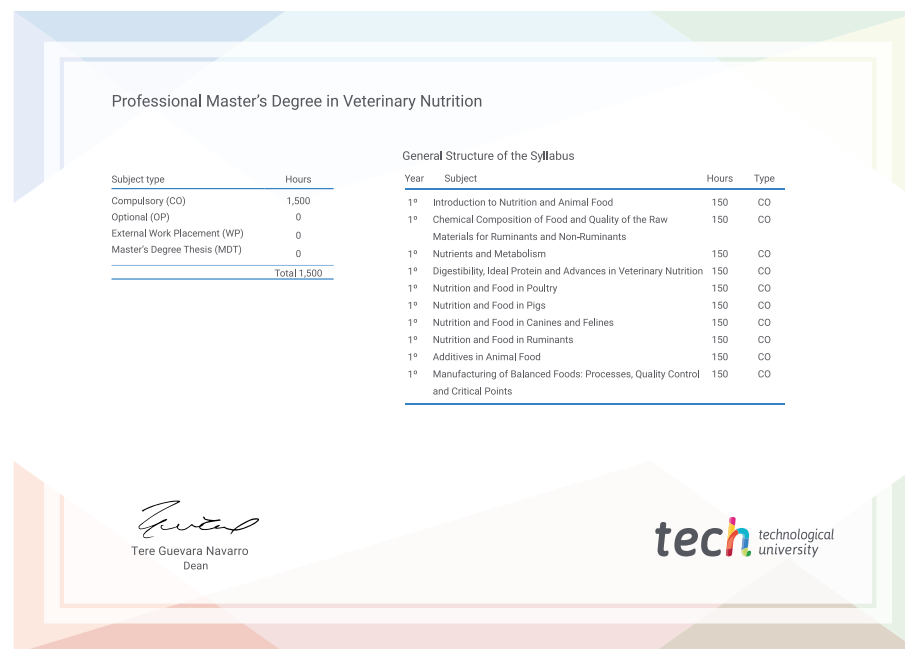 Professional Master's Degree in Veterinary Nutrition
Subject type Hours
Compulsory (CO) 1,500
Optional (OP) 0
External Work Placement (WP) 0
Master's Degree Thesis (MDT) 0
Total 1,500
General Structure of the Syllabus
Year Subject Hours Type
1º Introduction to Nutrition and Animal Food 150 CO
1º Chemical Composition of Food and Quality of the Raw 150 CO
Materials for Ruminants and Non-Ruminants
1º Nutrients and Metabolism 150 CO
1º Digestibility, Ideal Protein and Advances in Veterinary Nutrition 150 CO
1º Nutrition and Food in Poultry 150 CO
1º Nutrition and Food in Pigs 150 CO
1º Nutrition and Food in Canines and Felines 150 CO
1º Nutrition and Food in Ruminants 150 CO
1º Additives in Animal Food 150 CO
1º Manufacturing of Balanced Foods: Processes, Quality Control 150 CO
and Critical Points
Tere Guevara Navarro
Dean
tech technological
university